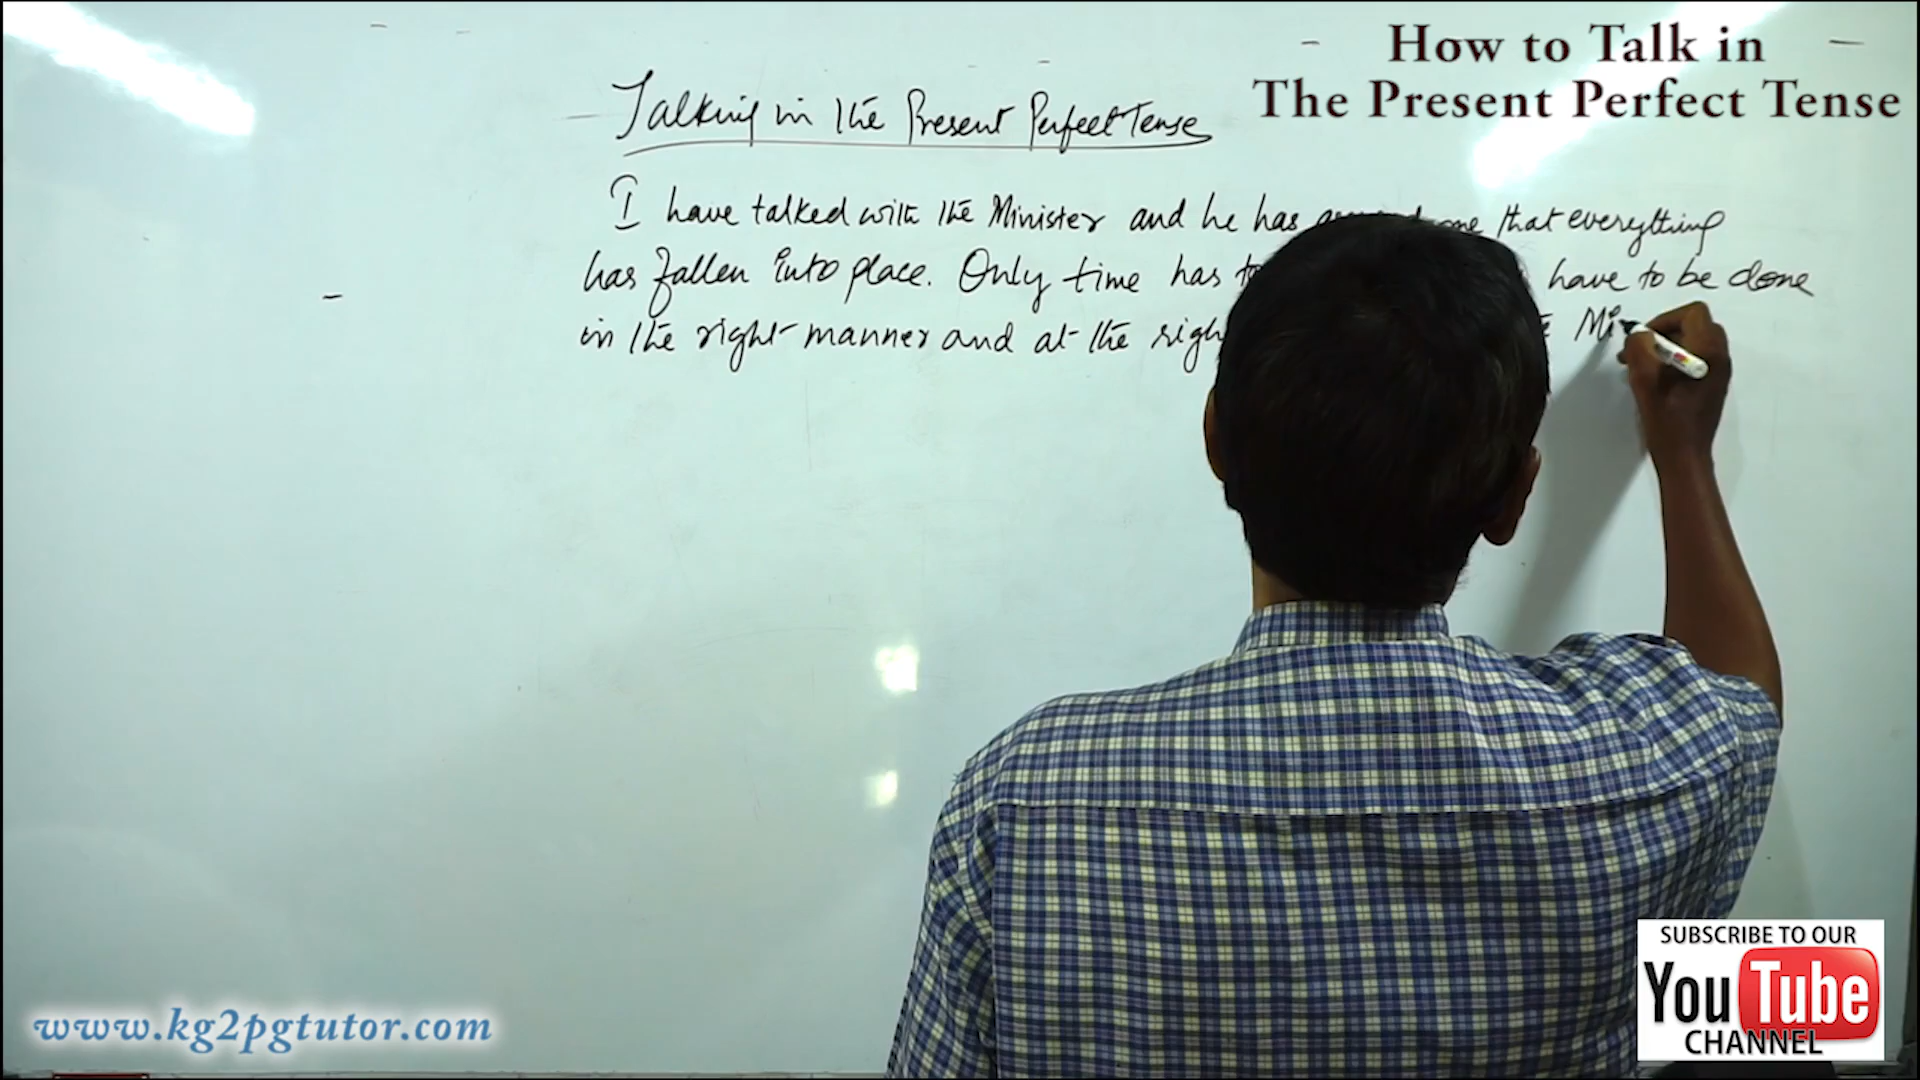 How to Talk in
The Present Perfect Tense
Talking in the Present Perfect Tense
I have talked with the Minister and he has me that everything
has fallen into place. Only time has have to be done
in the right manner and at the
www.kg2pgtutor.com
SUBSCRIBE TO OUR
YouTube
CHANNEL